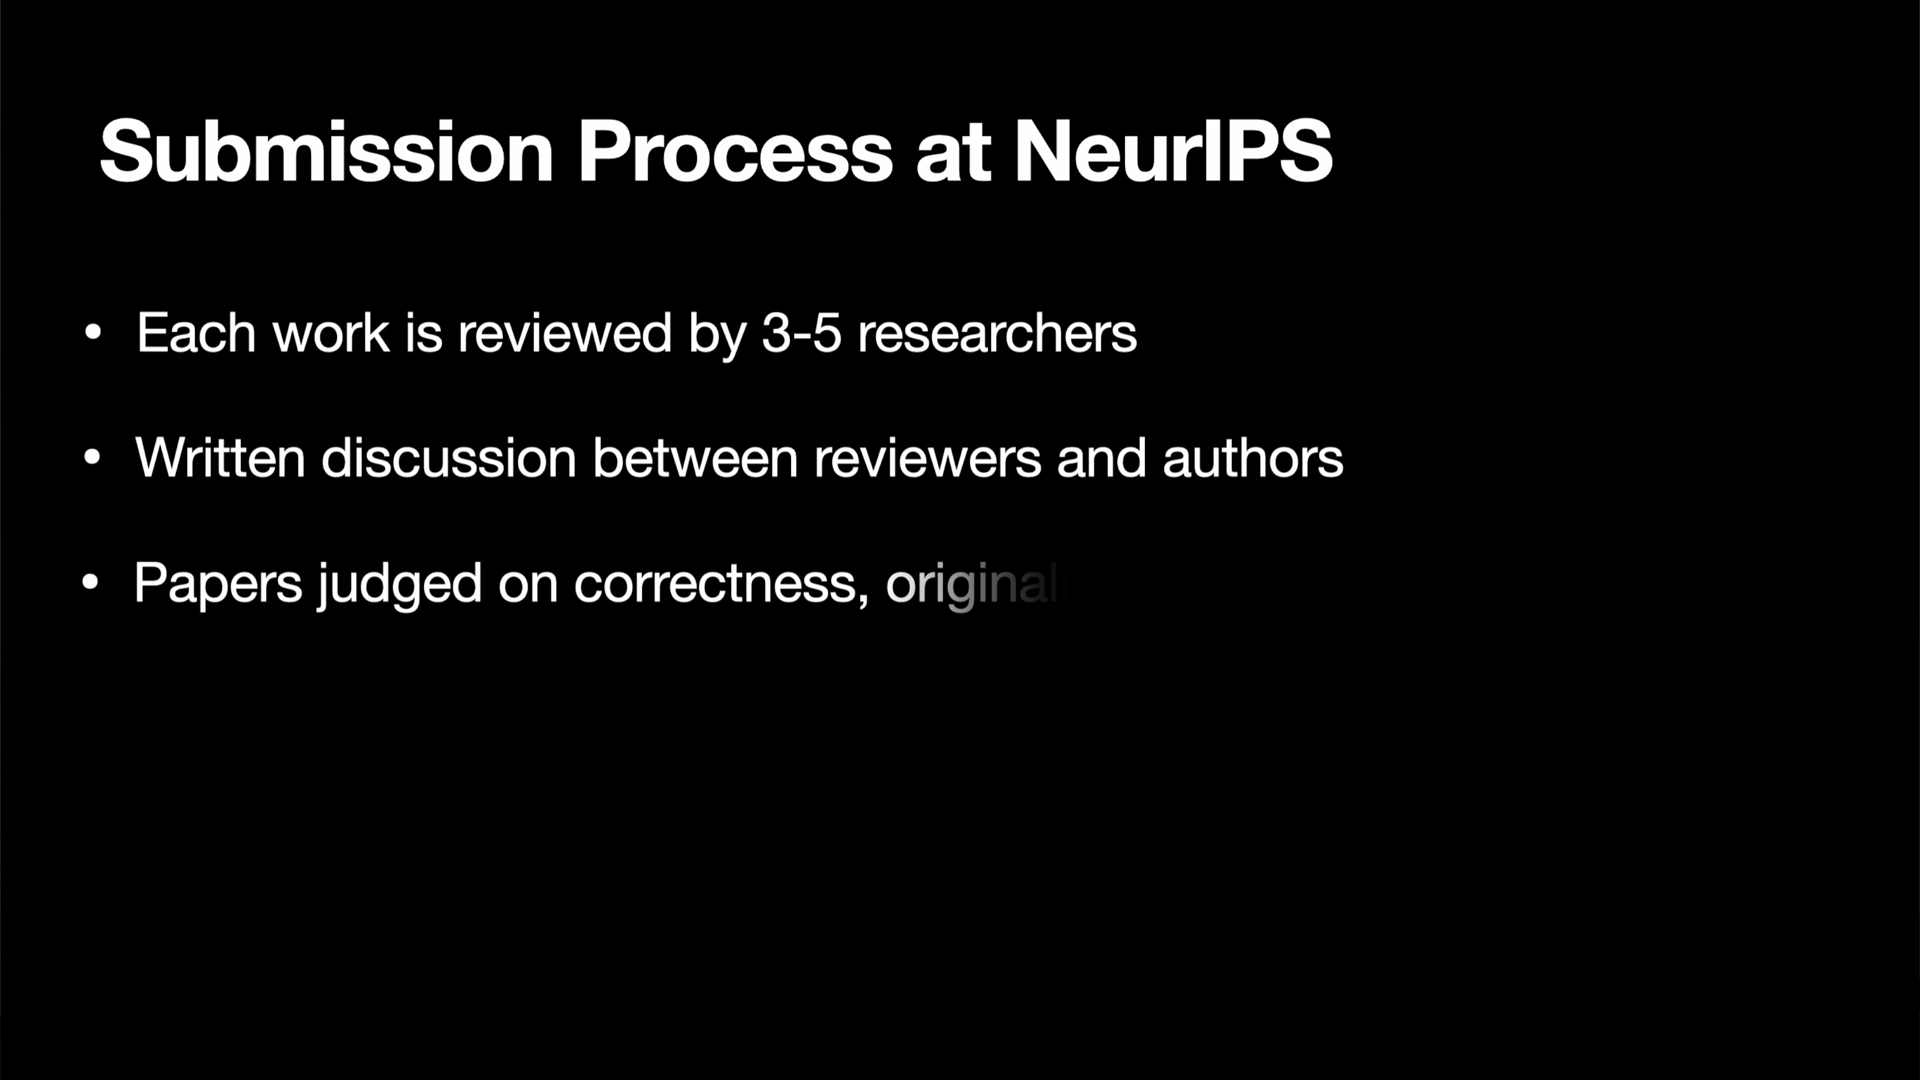 Submission Process at NeurIPS
• Each work is reviewed by 3-5 researchers
• Written discussion between reviewers and authors
• Papers judged on correctness, original